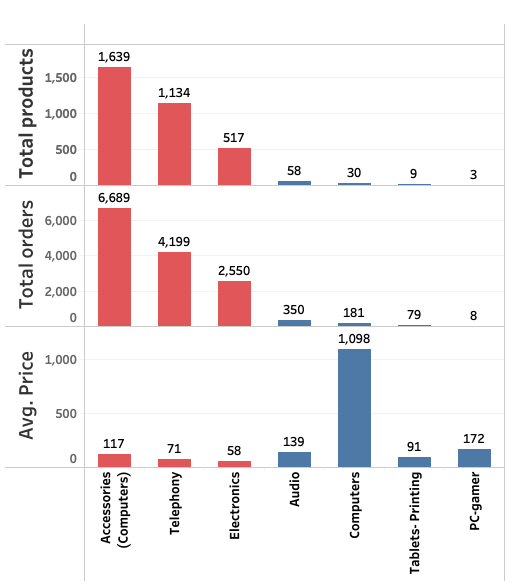 Total products
1,500
1,000
500
0
1,639
1,134
517
58
30
9
3
Total orders
6,000
4,000
2,000
0
6,689
4,199
2,550
350
181
79
8
Avg. Price
1,000
500
0
117
71
58
139
1,098
91
172
Accessories
(Computers)
Telephony
Electronics
Audio
Computers
Tablets- Printing
PC-gamer